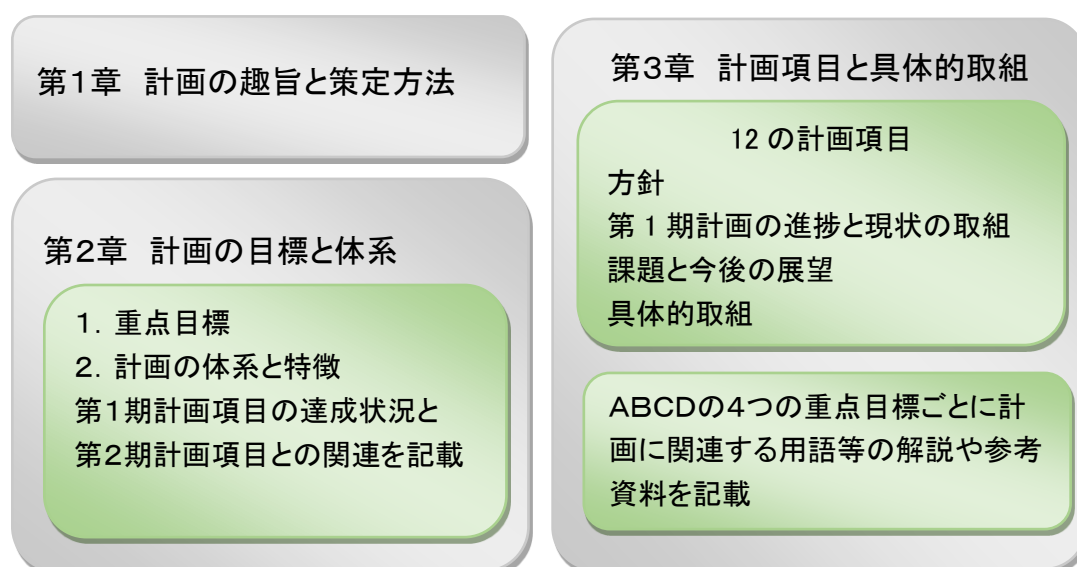 第1章　計画の趣旨と策定方法
第2章　計画の目標と体系
1．重点目標
2．計画の体系と特徴
第1期計画項目の達成状況と
第2期計画項目との関連を記載
第3章　計画項目と具体的取組
12 の計画項目
方針
第 1 期計画の進捗と現状の取組
課題と今後の展望
具体的取組
ABCDの4つの重点目標ごとに計
画に関連する用語等の解説や参考
資料を記載